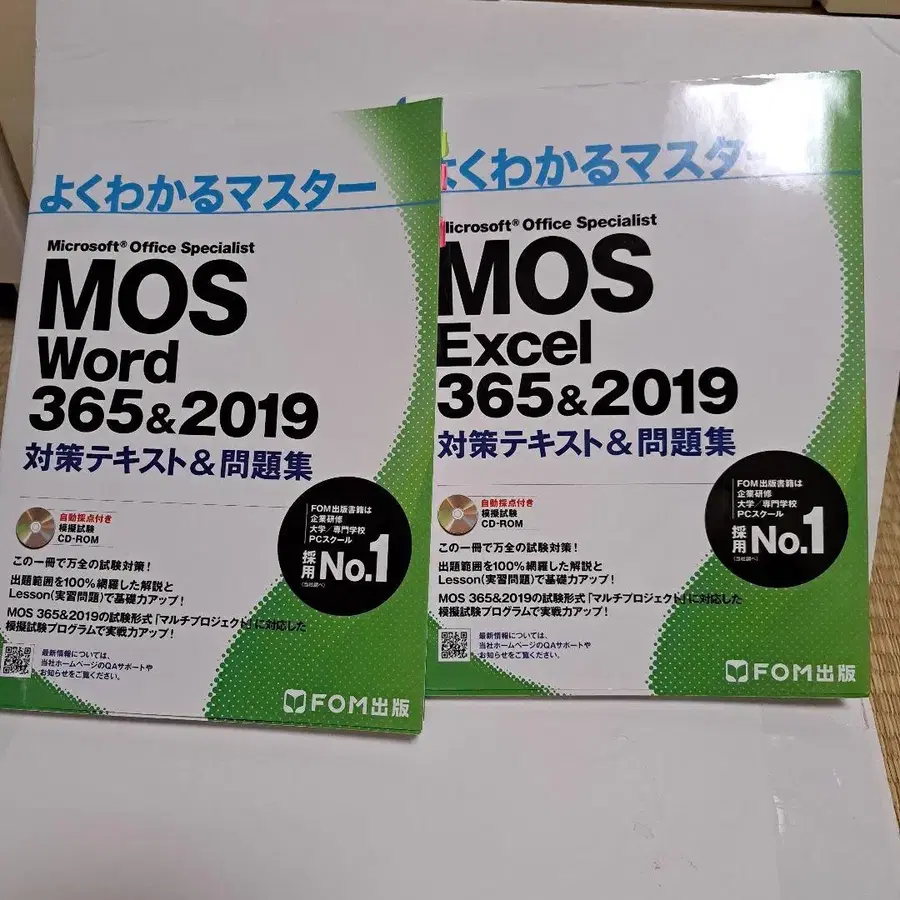 よくわかるマスター
Microsoft® Office Specialist
MOS
Word
365&2019
対策テキスト&問題集
自動採点付き
模擬試験
CD-ROM
FOM出版書籍は
企業研修
大学/専門学校
PCスクール
採用No.1
(当社調べ)
この一冊で万全の試験対策!
出題範囲を100%網羅した解説と
Lesson(実習問題)で基礎力アップ!
MOS 365&2019の試験形式「マルチプロジェクト」に対応した
模擬試験プログラムで実戦力アップ!
最新情報については、
当社ホームページのQAサポートや
お知らせをご覧ください。
FOM出版
よくわかるマスター
Microsoft® Office Specialist
MOS
Excel
365&2019
対策テキスト&問題集
自動採点付き
模擬試験
CD-ROM
FOM出版書籍は
企業研修
大学/専門学校
PCスクール
採用No.1
(当社調べ)
この一冊で万全の試験対策!
出題範囲を100%網羅した解説と
Lesson(実習問題)で基礎力アップ!
MOS 365&2019の試験形式「マルチプロジェクト」に対応した
模擬試験プログラムで実戦力アップ!
最新情報については、
当社ホームページのQAサポートや
お知らせをご覧ください。
FOM出版